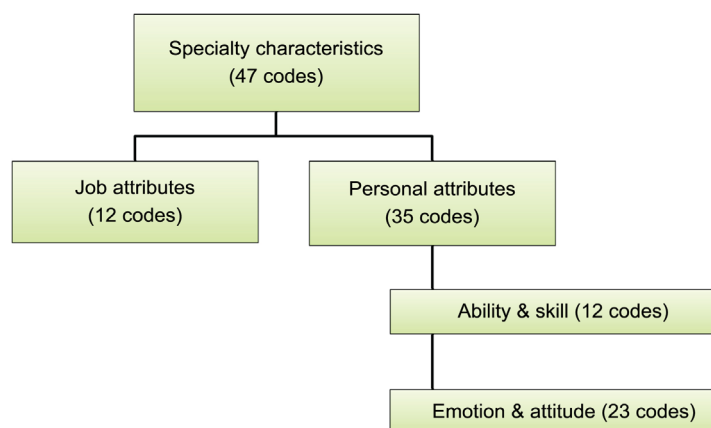 Specialty characteristics
(47 codes)
Job attributes
(12 codes)
Personal attributes
(35 codes)
Ability & skill (12 codes)
Emotion & attitude (23 codes)